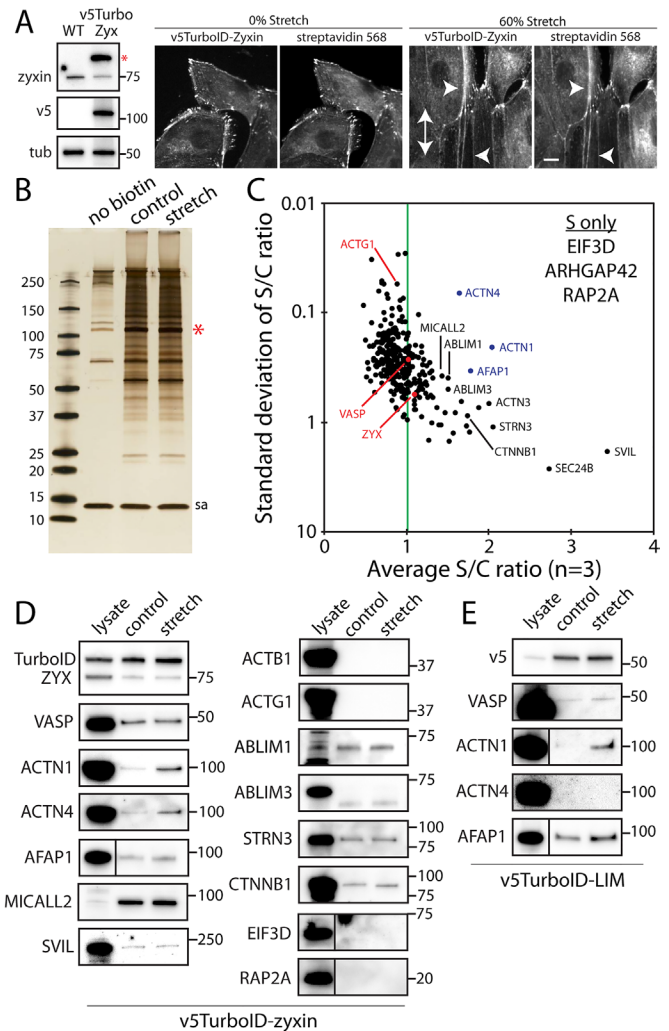 A
v5Turbo
WT Zyx
*
zyxin
75
v5
100
tub
50
0% Stretch
v5TurboID-Zyxin streptavidin 568
60% Stretch
v5TurboID-Zyxin streptavidin 568
B
no biotin
control
stretch
250
150
100
75
50
37
25
20
15
10
*
sa
C
Standard deviation of S/C ratio
0.01
0.1
1
10
0 1 2 3 4
Average S/C ratio (n=3)
S only
EIF3D
ARHGAP42
RAP2A
ACTG1
ACTN4
MICALL2
ABLIM1
ACTN1
AFAP1
ABLIM3
ACTN3
VASP
ZYX
STRN3
CTNNB1
SVIL
SEC24B
D
lysate
control
stretch
TurboID
ZYX
75
VASP
50
ACTN1
100
ACTN4
100
AFAP1
100
MICALL2
100
SVIL
250
lysate
control
stretch
ACTB1
37
ACTG1
37
ABLIM1
75
ABLIM3
75
STRN3
100
75
CTNNB1
100
75
EIF3D
75
RAP2A
20
v5TurboID-zyxin
E
lysate
control
stretch
v5
50
VASP
50
ACTN1
100
ACTN4
100
AFAP1
100
v5TurboID-LIM